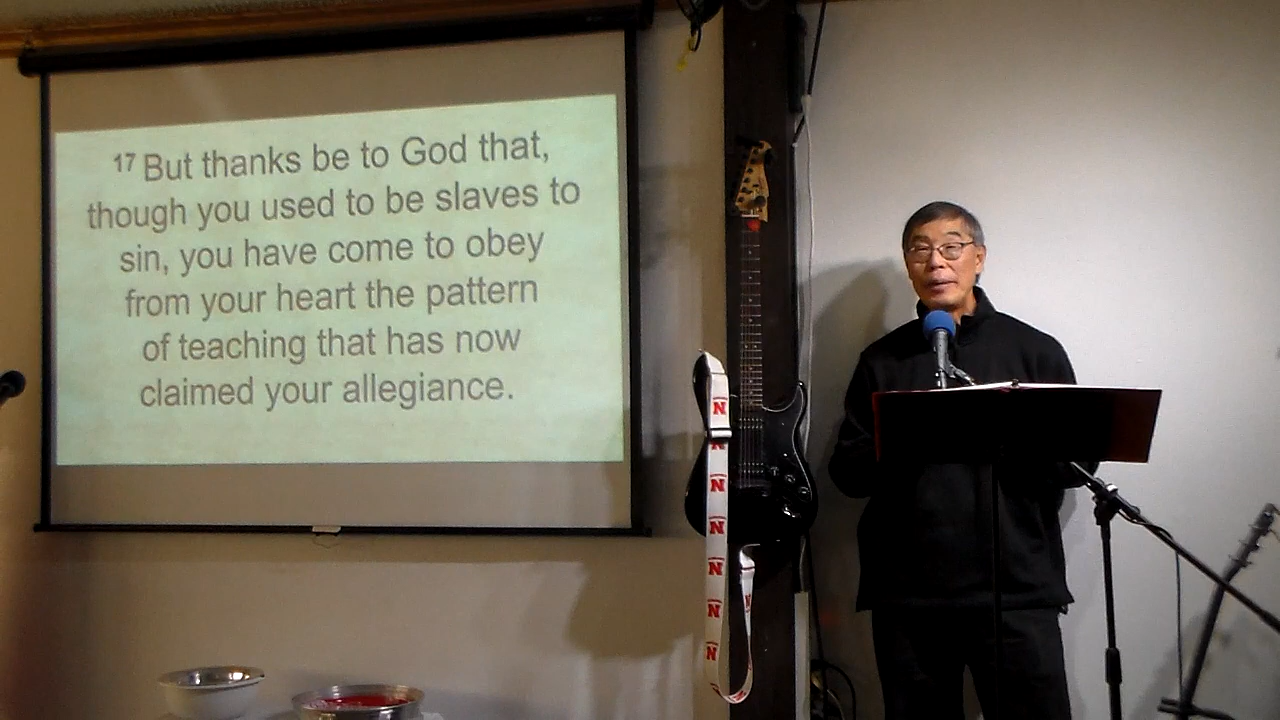 17 But thanks be to God that,
though you used to be slaves to
sin, you have come to obey
from your heart the pattern
of teaching that has now
claimed your allegiance.
N
N
N
N
N
N
N
N